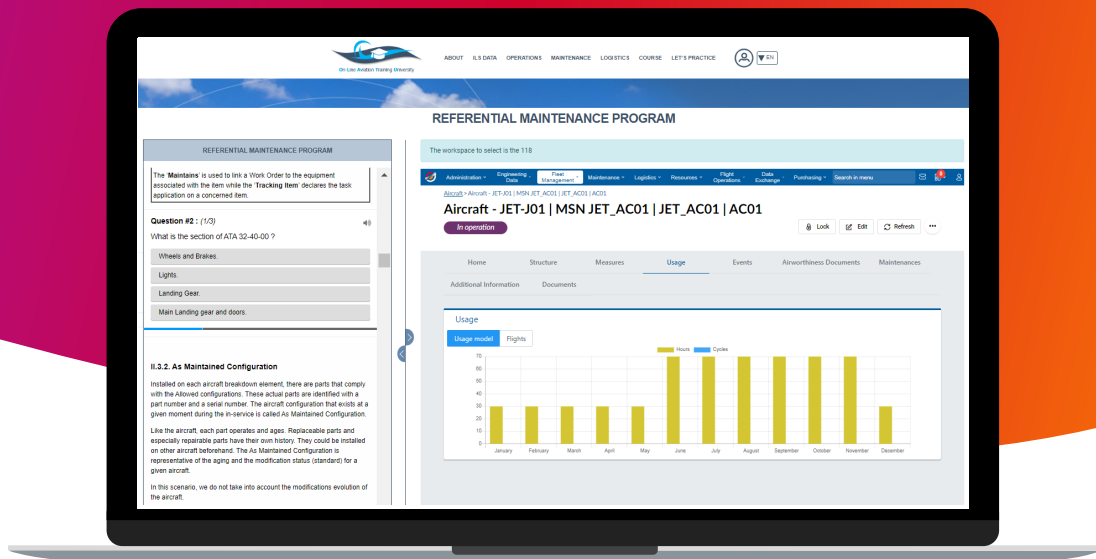 On-Line Aviation Training University
ABOUT ILS DATA OPERATIONS MAINTENANCE LOGISTICS COURSE LET'S PRACTICE ▼ EN
REFERENTIAL MAINTENANCE PROGRAM
REFERENTIAL MAINTENANCE PROGRAM
The 'Maintains' is used to link a Work Order to the equipment
associated with the item while the 'Tracking Item' declares the task
application on a concerned item.
Question #2 : (1/3)
What is the section of ATA 32-40-00 ?
Wheels and Brakes.
Lights.
Landing Gear.
Main Landing gear and doors.
II.3.2. As Maintained Configuration
Installed on each aircraft breakdown element, there are parts that comply
with the Allowed configurations. These actual parts are identified with a
part number and a serial number. The aircraft configuration that exists at a
given moment during the in-service is called As Maintained Configuration.
Like the aircraft, each part operates and ages. Replaceable parts and
especially repairable parts have their own history. They could be installed
on other aircraft beforehand. The As Maintained Configuration is
representative of the aging and the modification status (standard) for a
given aircraft.
In this scenario, we do not take into account the modifications evolution of
the aircraft.
The workspace to select is the 118
Administration Engineering Data Fleet Management Maintenance Logistics Resources Flight Operations Data Exchange Purchasing Search in menu
Aircraft > Aircraft - JET-J01 | MSN JET_AC01 | JET_AC01 | AC01
Aircraft - JET-J01 | MSN JET_AC01 | JET_AC01 | AC01
In operation
Lock Edit Refresh
Home Structure Measures Usage Events Airworthiness Documents Maintenances
Additional Information Documents
Usage
Usage model Flights
Hours Cycles
70
60
50
40
30
20
10
0
January February March April May June July August September October November December